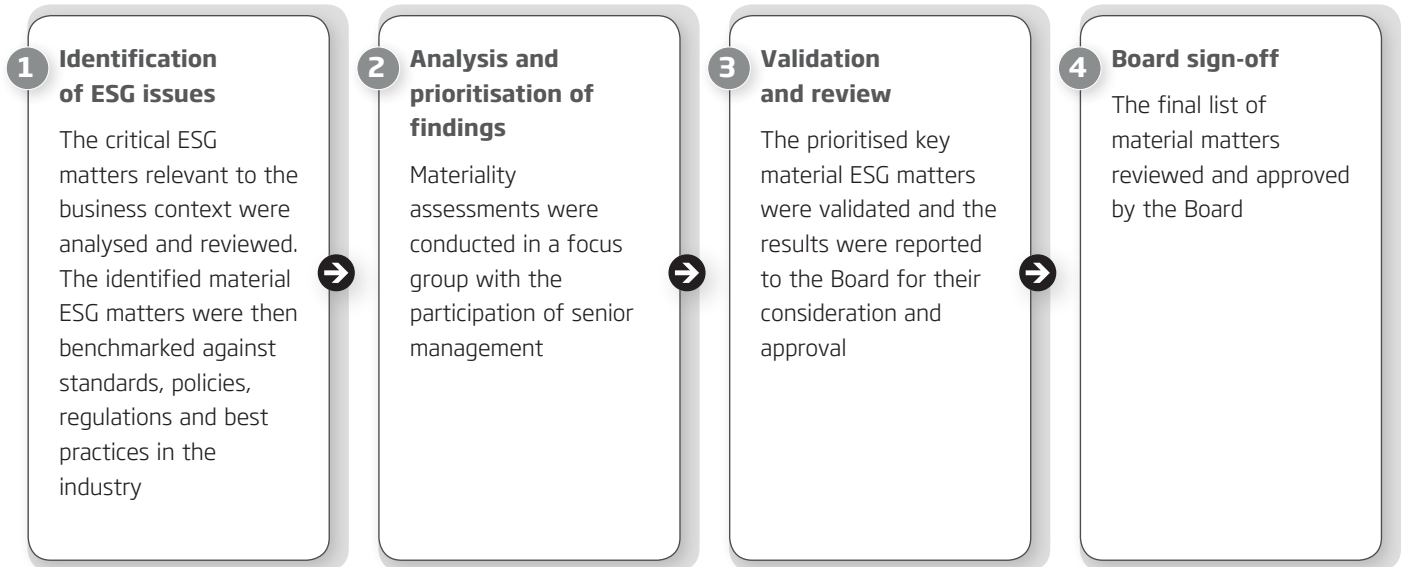 1
Identification
of ESG issues
The critical ESG
matters relevant to the
business context were
analysed and reviewed.
The identified material
ESG matters were then
benchmarked against
standards, policies,
regulations and best
practices in the
industry
2
Analysis and
prioritisation of
findings
Materiality
assessments were
conducted in a focus
group with the
participation of senior
management
3
Validation
and review
The prioritised key
material ESG matters
were validated and the
results were reported
to the Board for their
consideration and
approval
4
Board sign-off
The final list of
material matters
reviewed and approved
by the Board